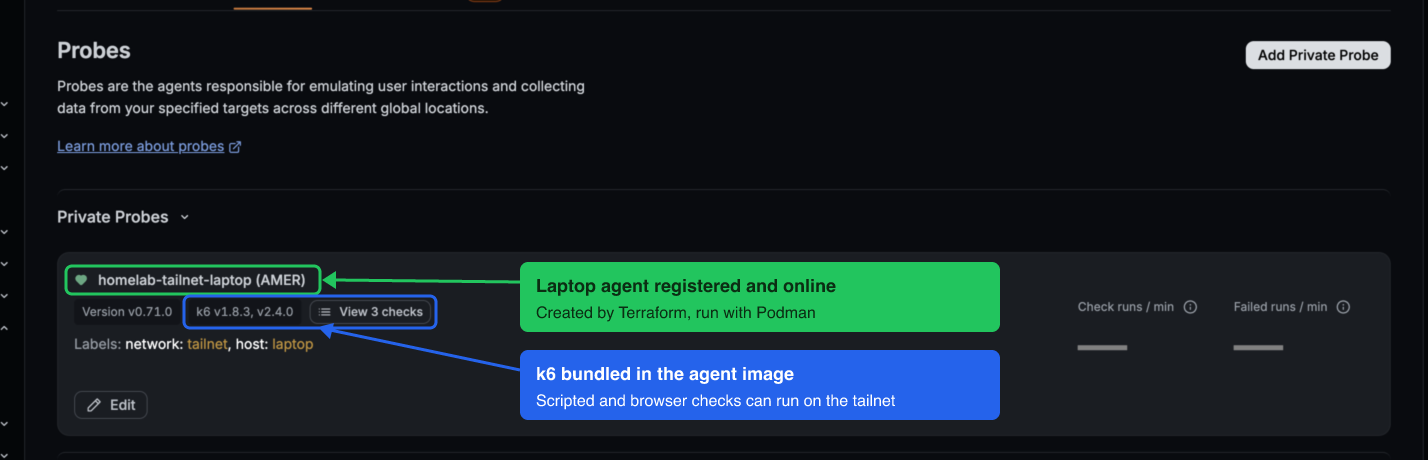 Probes
Add Private Probe
Probes are the agents responsible for emulating user interactions and collecting
data from your specified targets across different global locations.
Learn more about probes
Private Probes
homelab-tailnet-laptop (AMER)
Version v0.71.0
k6 v1.8.3, v2.4.0
View 3 checks
Labels: network: tailnet, host: laptop
Edit
Laptop agent registered and online
Created by Terraform, run with Podman
k6 bundled in the agent image
Scripted and browser checks can run on the tailnet
Check runs / min
Failed runs / min